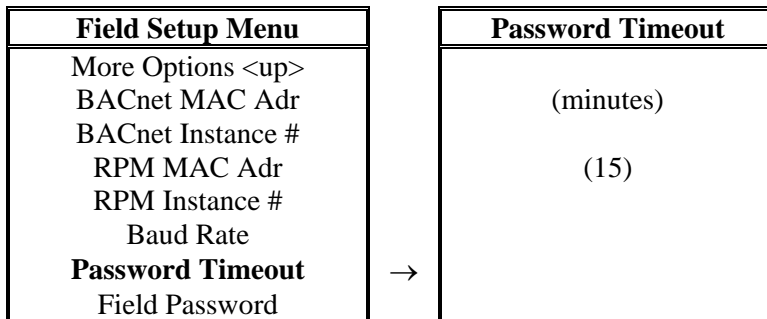 Field Setup Menu
More Options <up>
BACnet MAC Adr
BACnet Instance #
RPM MAC Adr
RPM Instance #
Baud Rate
Password Timeout
Field Password
→
Password Timeout
(minutes)
(15)